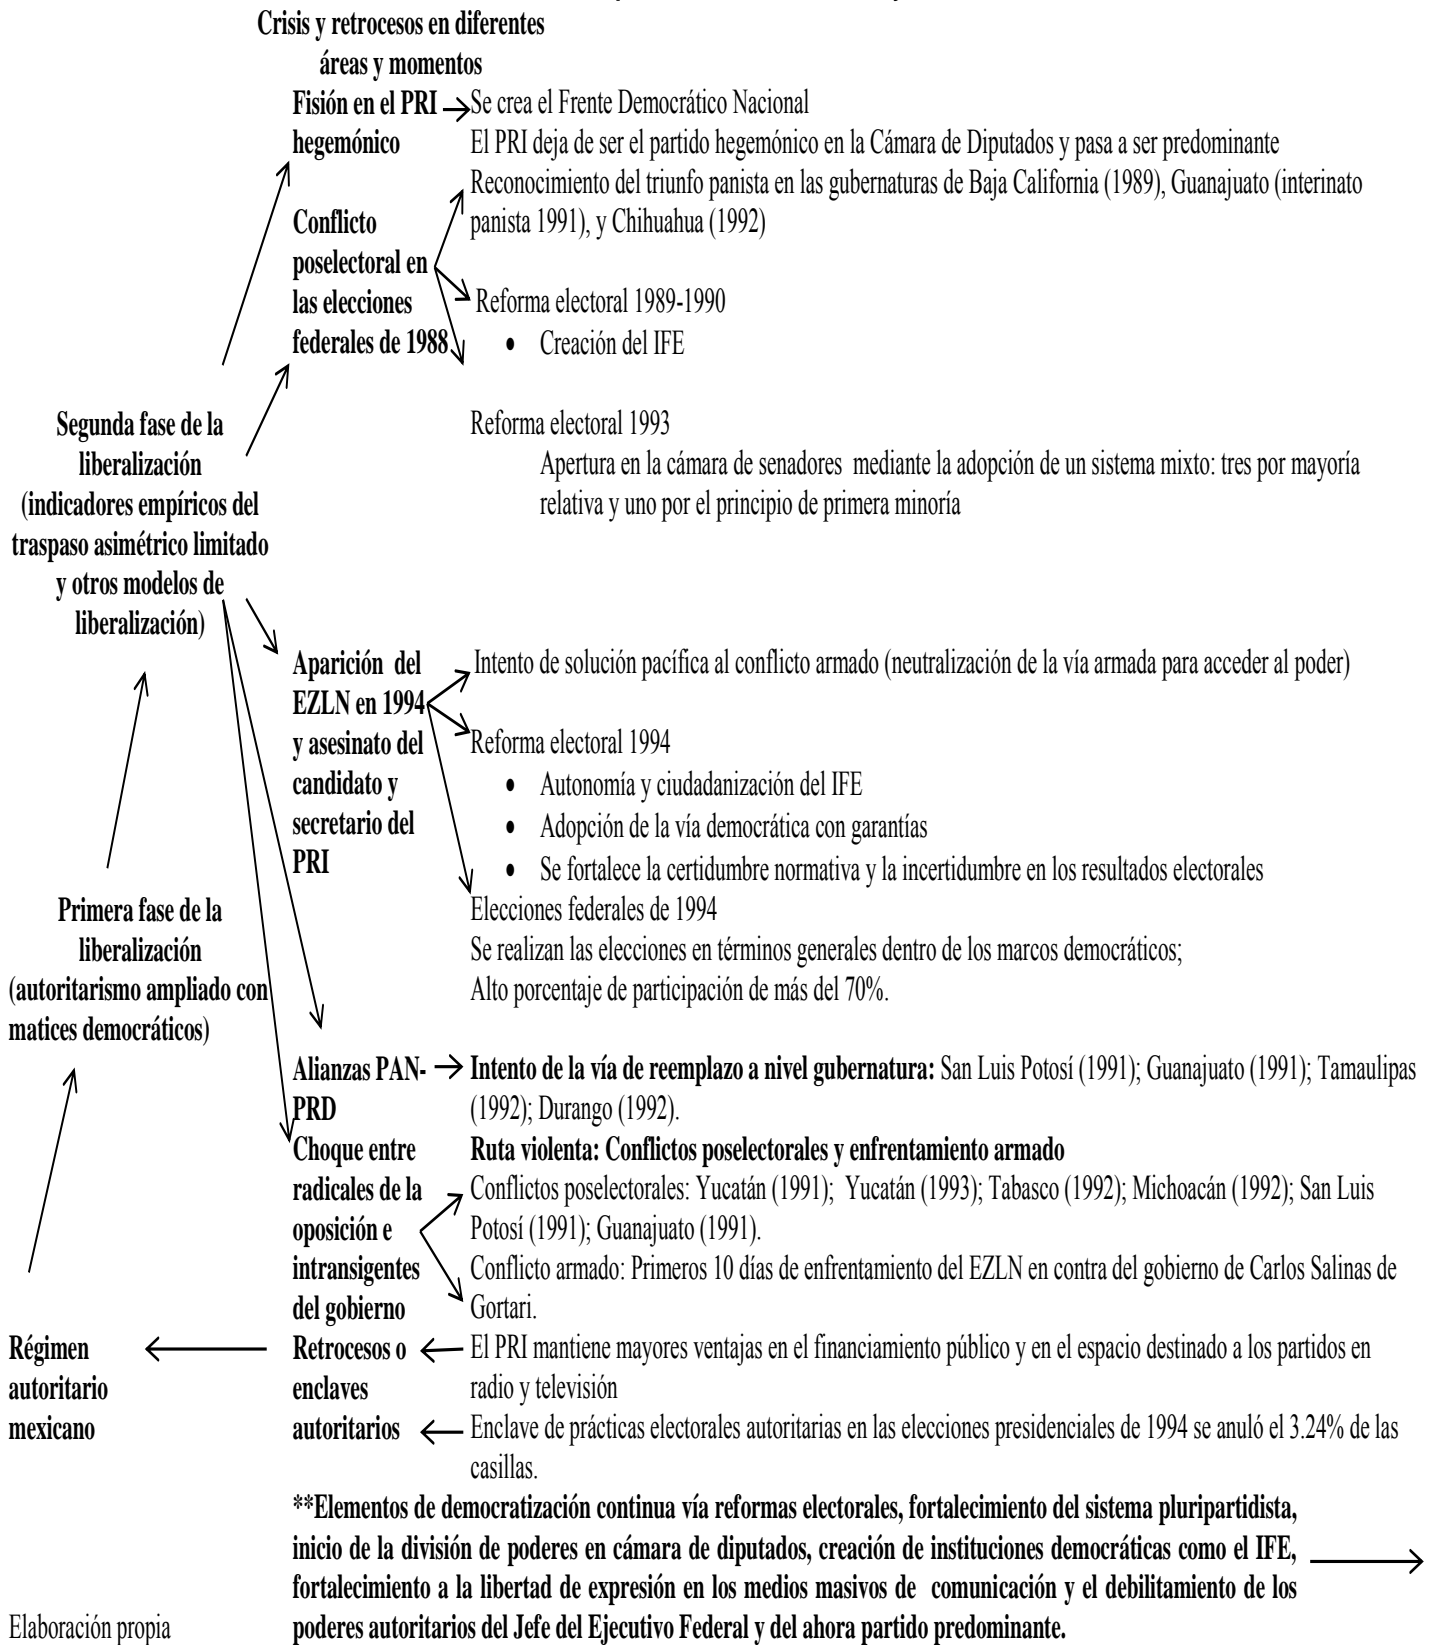 Crisis y retrocesos en diferentes
áreas y momentos
Fisión en el PRI
hegemónico
Se crea el Frente Democrático Nacional
El PRI deja de ser el partido hegemónico en la Cámara de Diputados y pasa a ser predominante
Conflicto
poselectoral en
las elecciones
federales de 1988
Reconocimiento del triunfo panista en las gubernaturas de Baja California (1989), Guanajuato (interinato
panista 1991), y Chihuahua (1992)
Reforma electoral 1989-1990
• Creación del IFE
Reforma electoral 1993
Apertura en la cámara de senadores mediante la adopción de un sistema mixto: tres por mayoría
relativa y uno por el principio de primera minoría
Segunda fase de la
liberalización
(indicadores empíricos del
traspaso asimétrico limitado
y otros modelos de
liberalización)
Aparición del
EZLN en 1994
y asesinato del
candidato y
secretario del
PRI
Intento de solución pacífica al conflicto armado (neutralización de la vía armada para acceder al poder)
Reforma electoral 1994
• Autonomía y ciudadanización del IFE
• Adopción de la vía democrática con garantías
• Se fortalece la certidumbre normativa y la incertidumbre en los resultados electorales
Elecciones federales de 1994
Se realizan las elecciones en términos generales dentro de los marcos democráticos;
Alto porcentaje de participación de más del 70%.
Primera fase de la
liberalización
(autoritarismo ampliado con
matices democráticos)
Alianzas PAN-
PRD
Intento de la vía de reemplazo a nivel gubernatura: San Luis Potosí (1991); Guanajuato (1991); Tamaulipas
(1992); Durango (1992).
Choque entre
radicales de la
oposición e
intransigentes
del gobierno
Ruta violenta: Conflictos poselectorales y enfrentamiento armado
Conflictos poselectorales: Yucatán (1991); Yucatán (1993); Tabasco (1992); Michoacán (1992); San Luis
Potosí (1991); Guanajuato (1991).
Conflicto armado: Primeros 10 días de enfrentamiento del EZLN en contra del gobierno de Carlos Salinas de
Gortari.
Régimen
autoritario
mexicano
Retrocesos o
enclaves
autoritarios
El PRI mantiene mayores ventajas en el financiamiento público y en el espacio destinado a los partidos en
radio y televisión
Enclave de prácticas electorales autoritarias en las elecciones presidenciales de 1994 se anuló el 3.24% de las
casillas.
**Elementos de democratización continua vía reformas electorales, fortalecimiento del sistema pluripartidista,
inicio de la división de poderes en cámara de diputados, creación de instituciones democráticas como el IFE,
fortalecimiento a la libertad de expresión en los medios masivos de comunicación y el debilitamiento de los
poderes autoritarios del Jefe del Ejecutivo Federal y del ahora partido predominante.
Elaboración propia